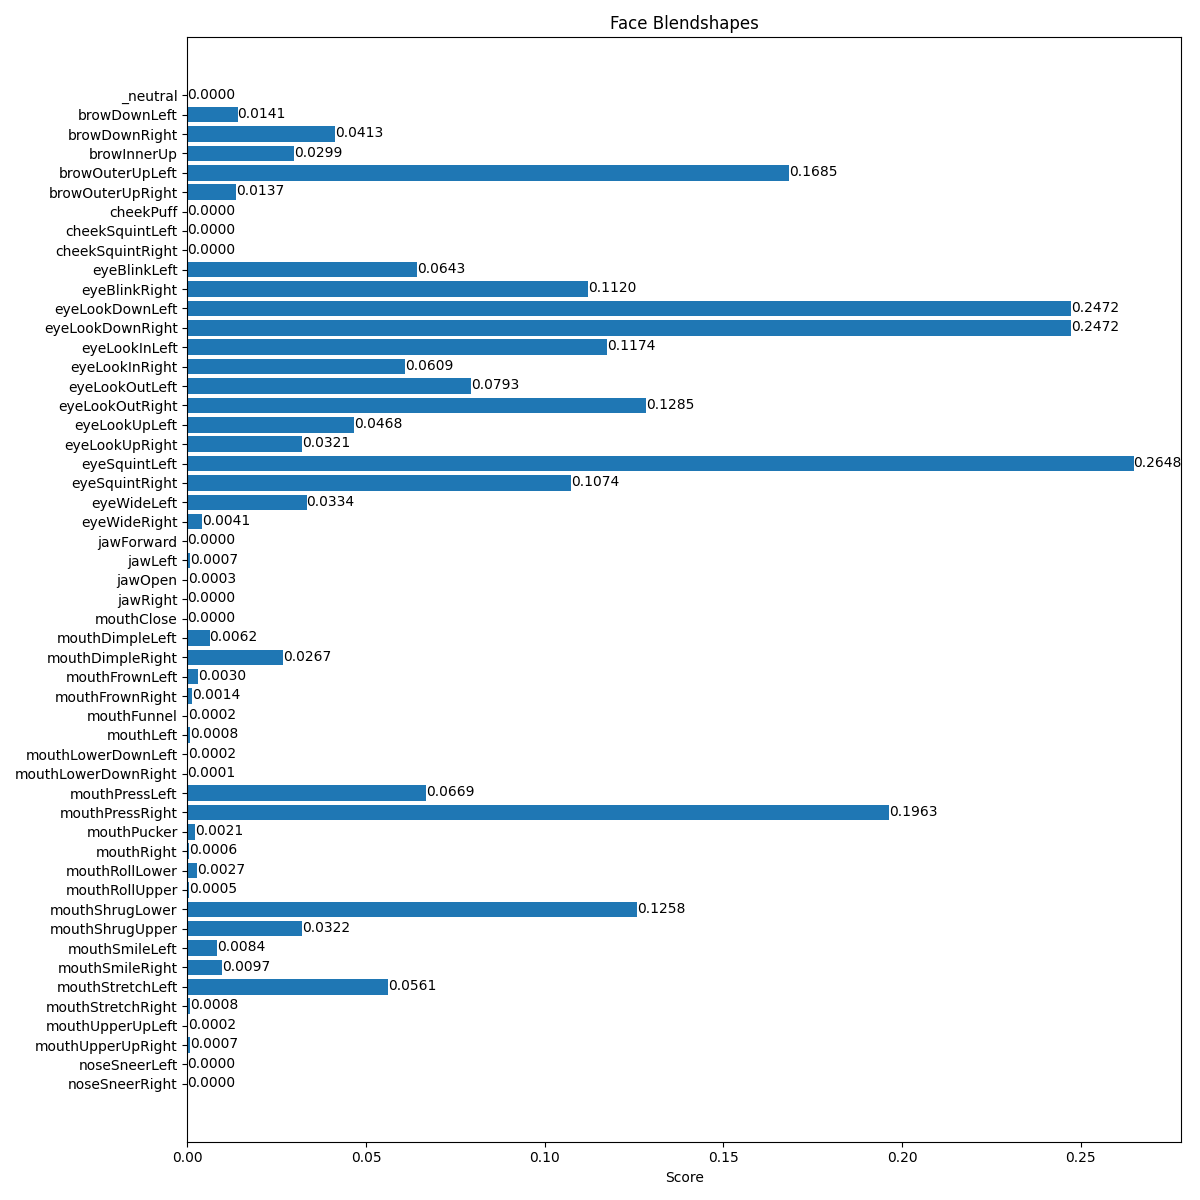 Face Blendshapes
_neutral 0.0000
browDownLeft 0.0141
browDownRight 0.0413
browInnerUp 0.0299
browOuterUpLeft 0.1685
browOuterUpRight 0.0137
cheekPuff 0.0000
cheekSquintLeft 0.0000
cheekSquintRight 0.0000
eyeBlinkLeft 0.0643
eyeBlinkRight 0.1120
eyeLookDownLeft 0.2472
eyeLookDownRight 0.2472
eyeLookInLeft 0.1174
eyeLookInRight 0.0609
eyeLookOutLeft 0.0793
eyeLookOutRight 0.1285
eyeLookUpLeft 0.0468
eyeLookUpRight 0.0321
eyeSquintLeft 0.2648
eyeSquintRight 0.1074
eyeWideLeft 0.0334
eyeWideRight 0.0041
jawForward 0.0000
jawLeft 0.0007
jawOpen 0.0003
jawRight 0.0000
mouthClose 0.0000
mouthDimpleLeft 0.0062
mouthDimpleRight 0.0267
mouthFrownLeft 0.0030
mouthFrownRight 0.0014
mouthFunnel 0.0002
mouthLeft 0.0008
mouthLowerDownLeft 0.0002
mouthLowerDownRight 0.0001
mouthPressLeft 0.0669
mouthPressRight 0.1963
mouthPucker 0.0021
mouthRight 0.0006
mouthRollLower 0.0027
mouthRollUpper 0.0005
mouthShrugLower 0.1258
mouthShrugUpper 0.0322
mouthSmileLeft 0.0084
mouthSmileRight 0.0097
mouthStretchLeft 0.0561
mouthStretchRight 0.0008
mouthUpperUpLeft 0.0002
mouthUpperUpRight 0.0007
noseSneerLeft 0.0000
noseSneerRight 0.0000
0.00 0.05 0.10 0.15 0.20 0.25
Score